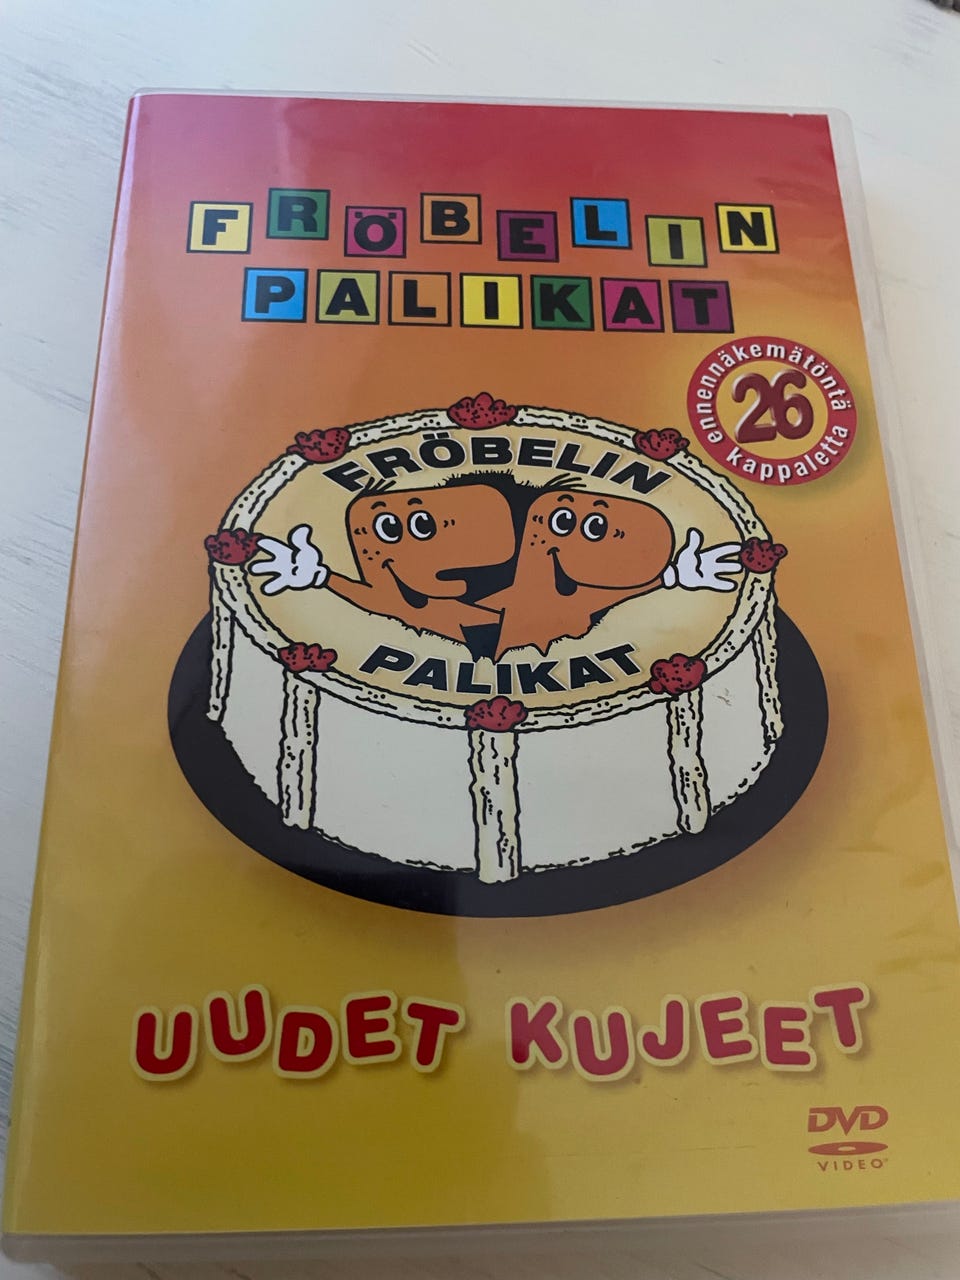 FRÖBELIN
PALIKAT
ennennäkemätöntä
26
kappaletta
FRÖBELIN
PALIKAT
UUDET KUJEET
DVD
VIDEO